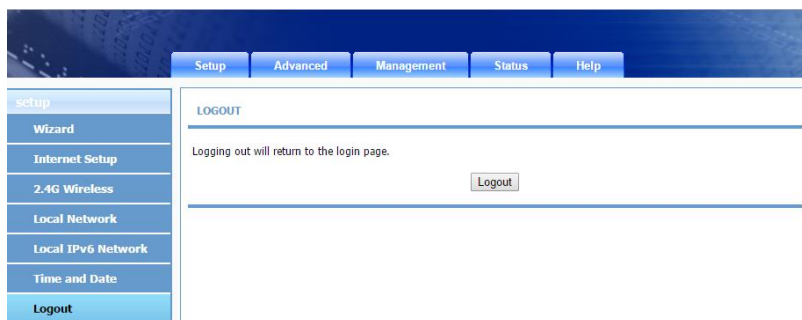 Setup Advanced Management Status Help
setup
Wizard
Internet Setup
2.4G Wireless
Local Network
Local IPv6 Network
Time and Date
Logout
LOGOUT
Logging out will return to the login page.
Logout